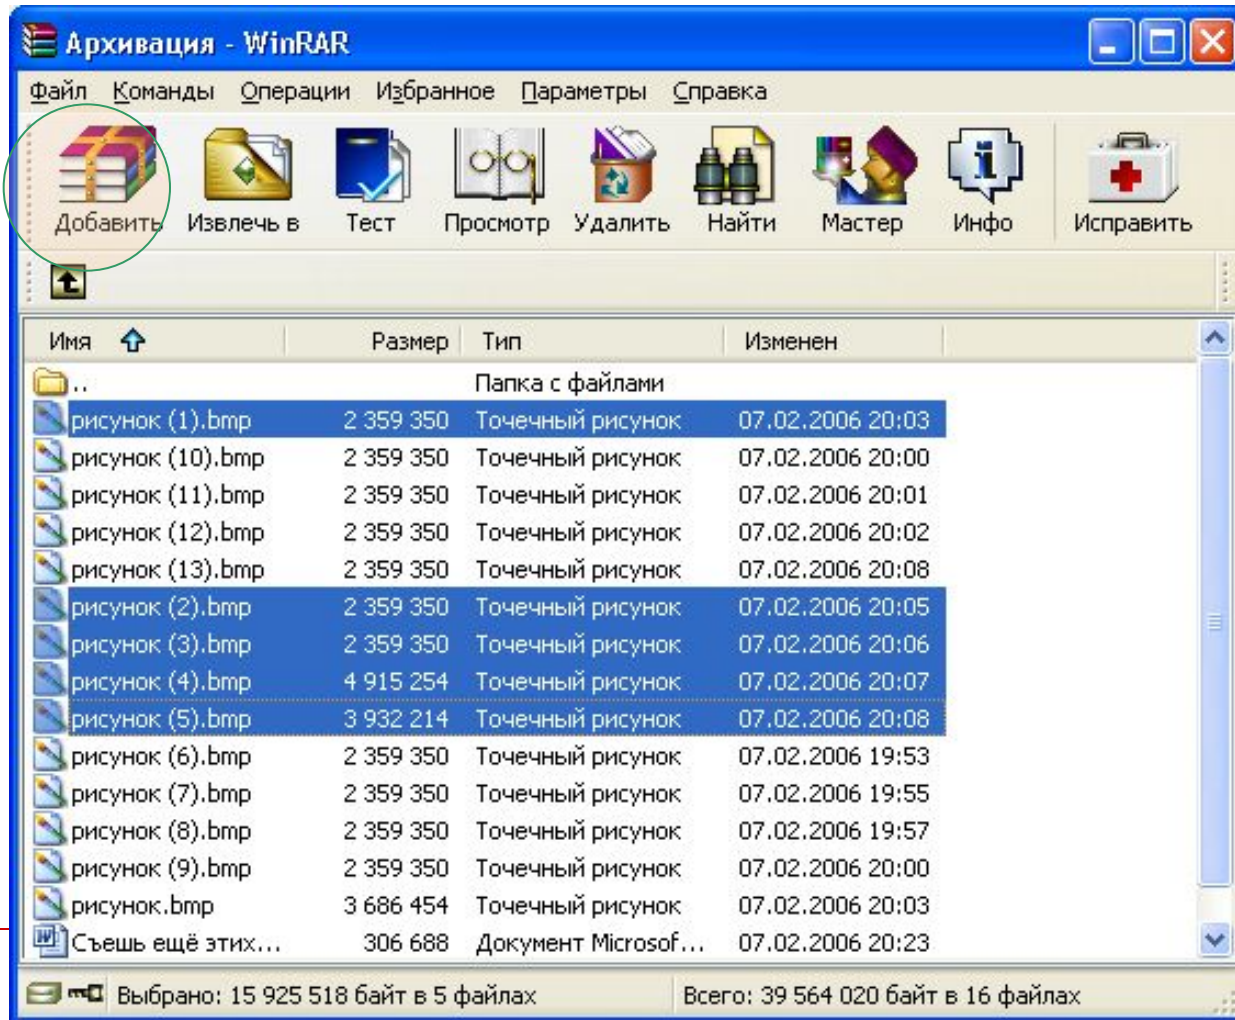 Архивация - WinRAR
Файл Команды Операции Избранное Параметры Справка
Добавить Извлечь в Тест Просмотр Удалить Найти Мастер Инфо Исправить
Имя Размер Тип Изменен
.. Папка с файлами
рисунок (1).bmp 2 359 350 Точечный рисунок 07.02.2006 20:03
рисунок (10).bmp 2 359 350 Точечный рисунок 07.02.2006 20:00
рисунок (11).bmp 2 359 350 Точечный рисунок 07.02.2006 20:01
рисунок (12).bmp 2 359 350 Точечный рисунок 07.02.2006 20:02
рисунок (13).bmp 2 359 350 Точечный рисунок 07.02.2006 20:08
рисунок (2).bmp 2 359 350 Точечный рисунок 07.02.2006 20:05
рисунок (3).bmp 2 359 350 Точечный рисунок 07.02.2006 20:06
рисунок (4).bmp 4 915 254 Точечный рисунок 07.02.2006 20:07
рисунок (5).bmp 3 932 214 Точечный рисунок 07.02.2006 20:08
рисунок (6).bmp 2 359 350 Точечный рисунок 07.02.2006 19:53
рисунок (7).bmp 2 359 350 Точечный рисунок 07.02.2006 19:55
рисунок (8).bmp 2 359 350 Точечный рисунок 07.02.2006 19:57
рисунок (9).bmp 2 359 350 Точечный рисунок 07.02.2006 20:00
рисунок.bmp 3 686 454 Точечный рисунок 07.02.2006 20:03
Съешь ещё этих... 306 688 Документ Microsof... 07.02.2006 20:23
Выбрано: 15 925 518 байт в 5 файлах Всего: 39 564 020 байт в 16 файлах